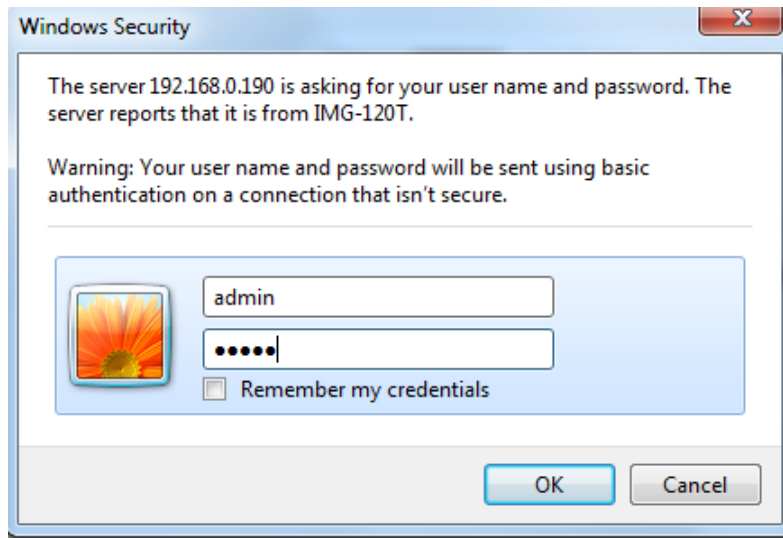 Windows Security
The server 192.168.0.190 is asking for your user name and password. The
server reports that it is from IMG-120T.
Warning: Your user name and password will be sent using basic
authentication on a connection that isn't secure.
admin
●●●●●
Remember my credentials
OK
Cancel